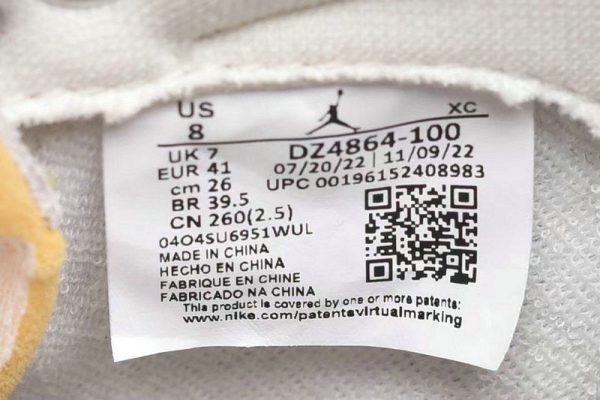 US
8
XC
UK 7
DZ4864-100
EUR 41
07/20/22 | 11/09/22
cm 26
UPC 00196152408983
BR 39.5
CN 260(2.5)
04O4SU6951WUL
MADE IN CHINA
HECHO EN CHINA
FABRIQUE EN CHINE
FABRICADO NA CHINA
This product is covered by one or more patents:
www.nike.com/patentsvirtualmarking